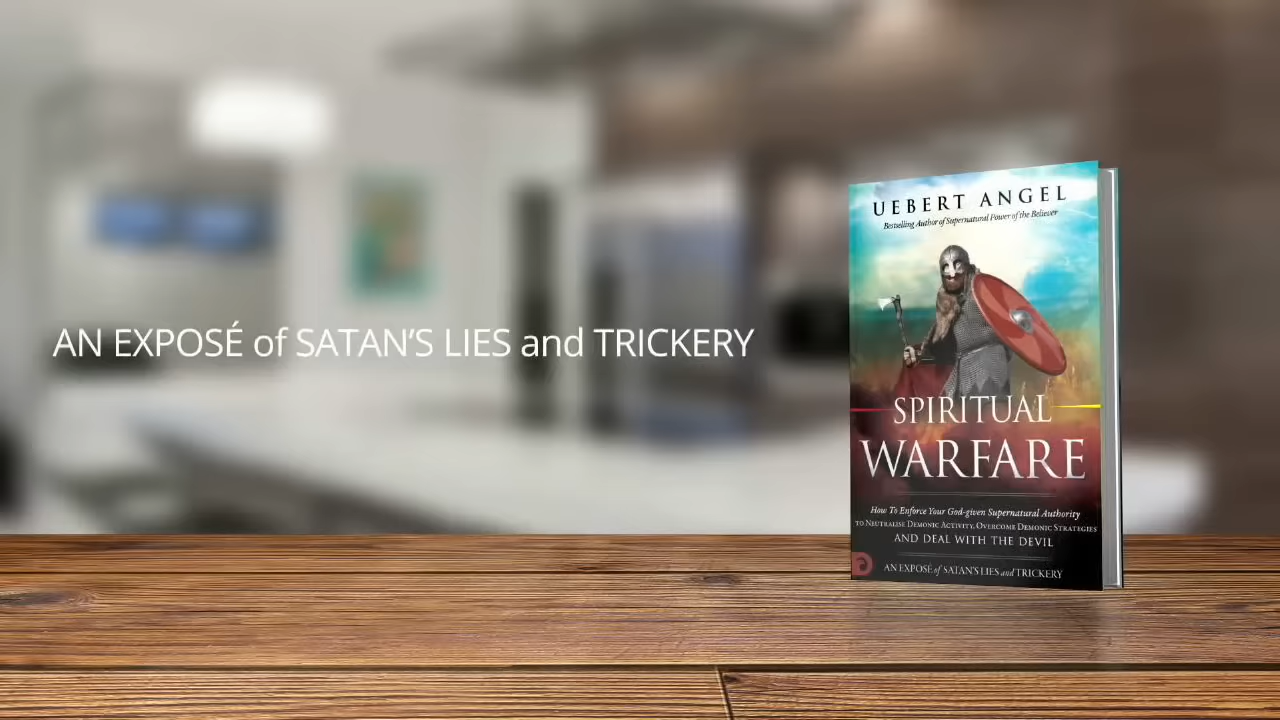 AN EXPOSÉ of SATAN'S LIES and TRICKERY
UEBERT ANGEL
Bestselling Author of Supernatural Power of the Believer
SPIRITUAL
WARFARE
How To Enforce Your God-given Supernatural Authority
TO NEUTRALISE DEMONIC ACTIVITY, OVERCOME DEMONIC STRATEGIES
AND DEAL WITH THE DEVIL
AN EXPOSÉ of SATAN'S LIES and TRICKERY